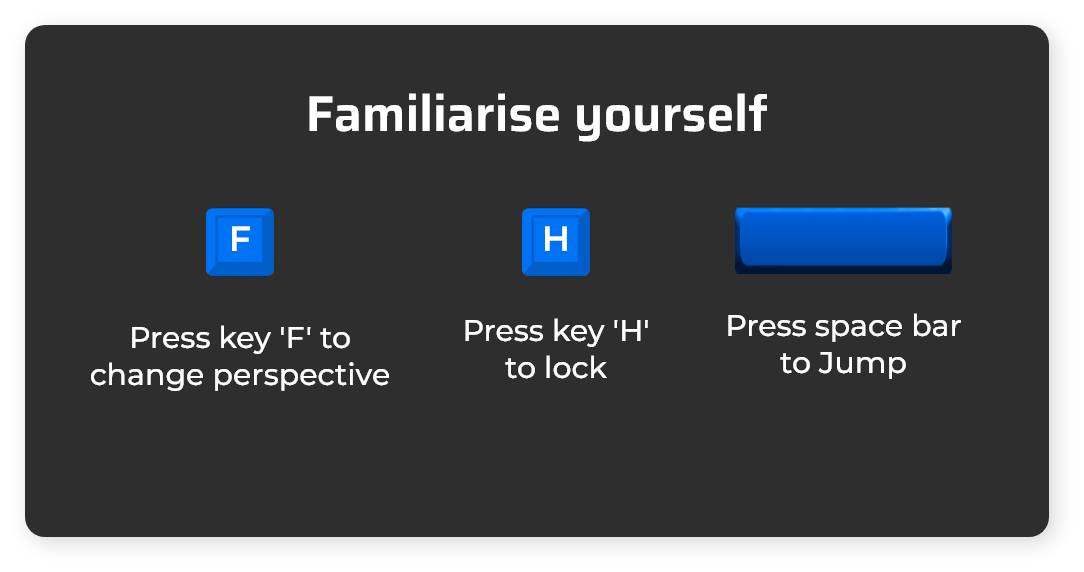 Familiarise yourself
F
H
Press key 'F' to
change perspective
Press key 'H'
to lock
Press space bar
to Jump